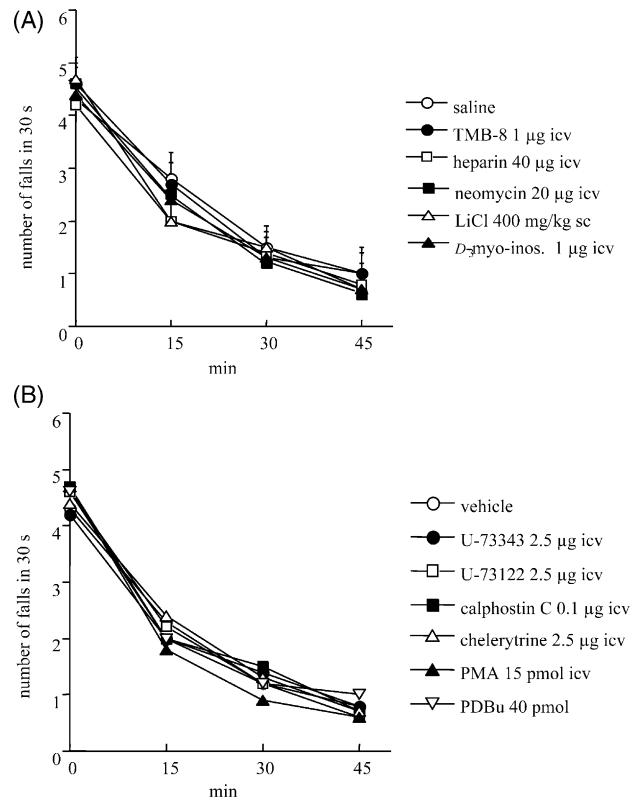 (A)
6
5
4
3
2
1
0
number of falls in 30 s
0 15 30 45
min
saline
TMB-8 1 µg icv
heparin 40 µg icv
neomycin 20 µg icv
LiCl 400 mg/kg sc
D-3myo-inos. 1 µg icv
(B)
6
5
4
3
2
1
0
number of falls in 30 s
0 15 30 45
min
vehicle
U-73343 2.5 µg icv
U-73122 2.5 µg icv
calphostin C 0.1 µg icv
chelerytrine 2.5 µg icv
PMA 15 pmol icv
PDBu 40 pmol